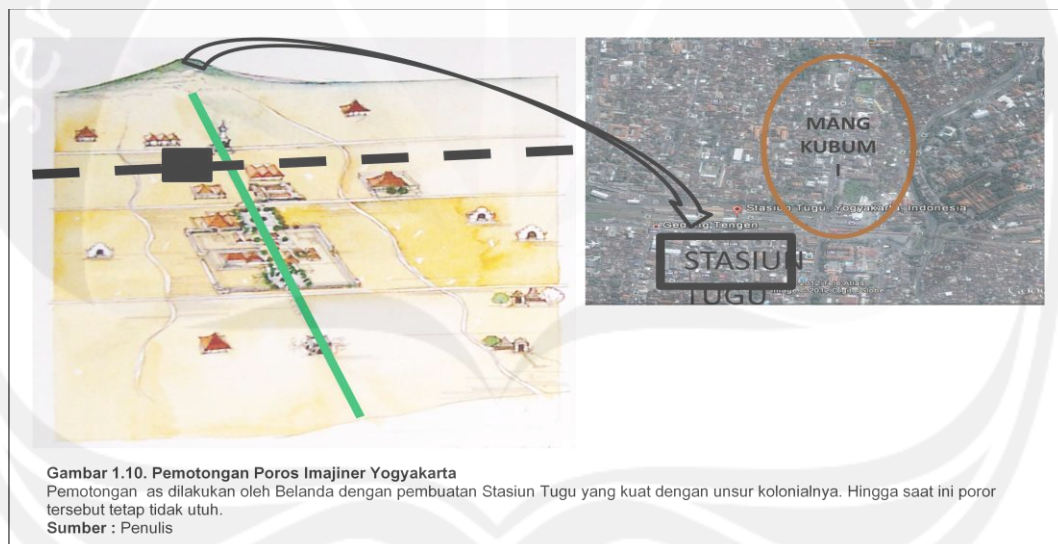 MANG
KUBUM
I
Stasiun Tugu, Yogyakarta, Indonesia
Gedong Tengen
STASIUN
TUGU
Gambar 1.10. Pemotongan Poros Imajiner Yogyakarta
Pemotongan as dilakukan oleh Belanda dengan pembuatan Stasiun Tugu yang kuat dengan unsur kolonialnya. Hingga saat ini poror
tersebut tetap tidak utuh.
Sumber : Penulis